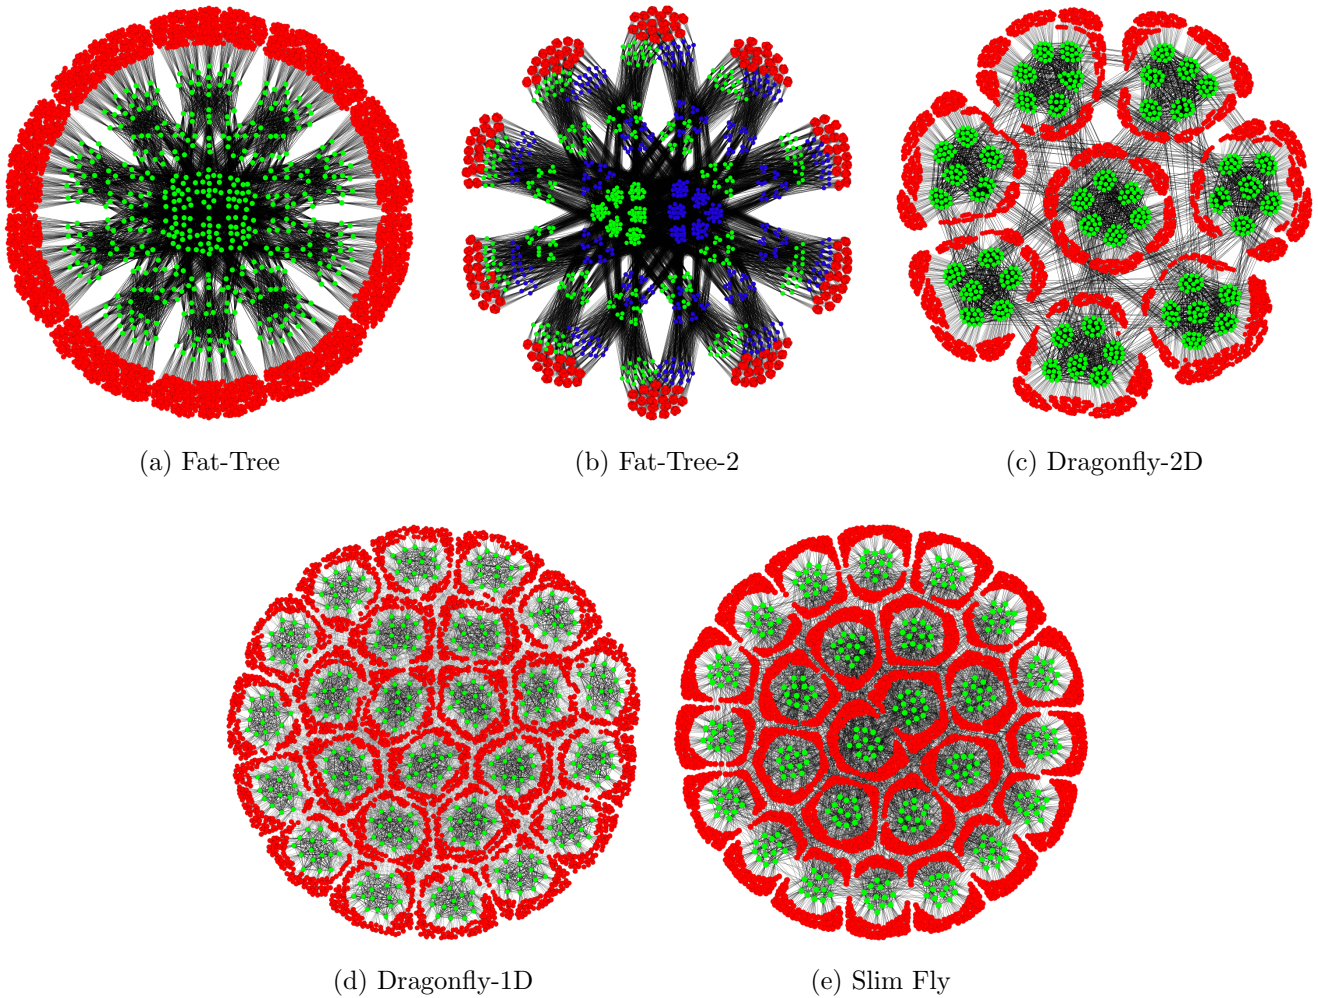 (a) Fat-Tree
(b) Fat-Tree-2
(c) Dragonfly-2D
(d) Dragonfly-1D
(e) Slim Fly